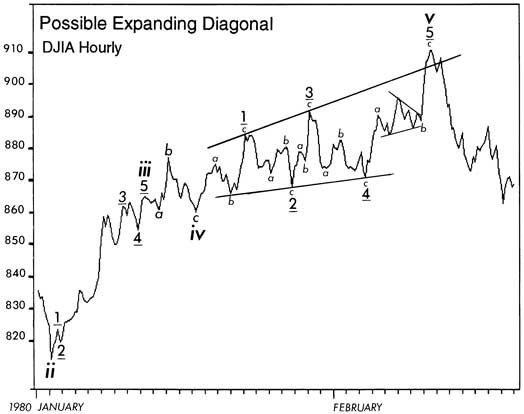 Possible Expanding Diagonal
DJIA Hourly
v
5
c
910
900
890
880
870
860
850
840
830
820
3
c
1
c
b
iii
5
3
4
a
b
c
iv
a
b
a
b
c
2
a
a
b
c
4
a
b
1
2
ii
1980 JANUARY
FEBRUARY